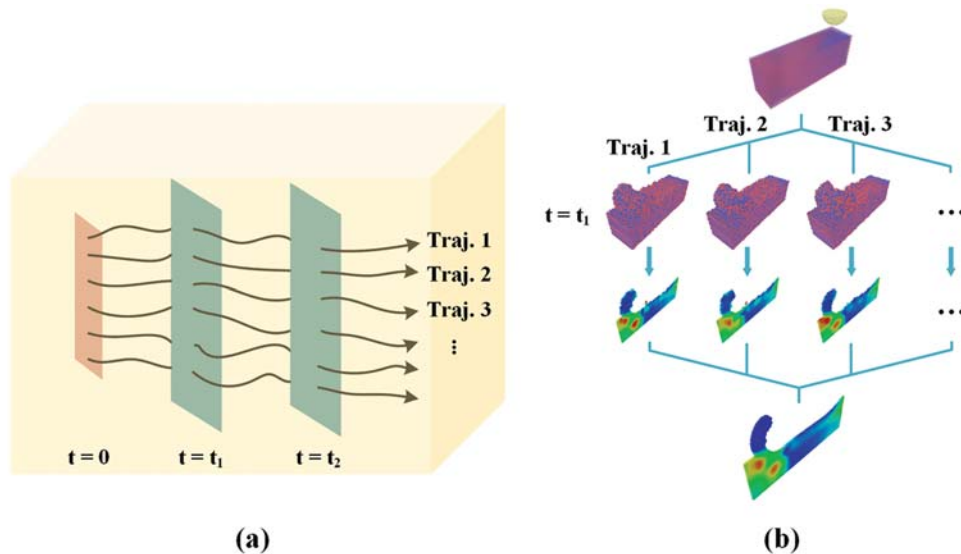 Traj. 1
Traj. 2
Traj. 3
⋮
t = 0
t = t₁
t = t₂
(a)
Traj. 1
Traj. 2
Traj. 3
t = t₁
...
...
(b)